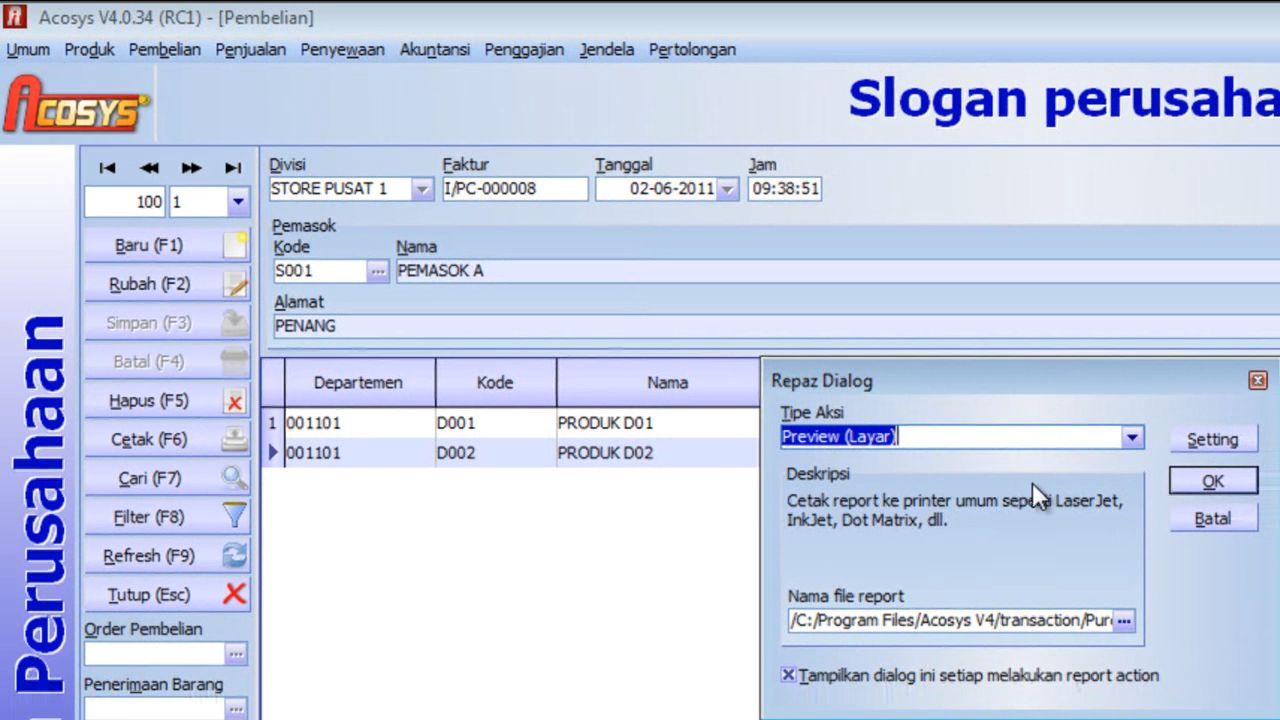 Acosys V4.0.34 (RC1) - [Pembelian]
Umum Produk Pembelian Penjualan Penyewaan Akuntansi Penggajian Jendela Pertolongan
ACOSYS
Slogan perusaha
Perusahaan
100 1
Baru (F1)
Rubah (F2)
Simpan (F3)
Batal (F4)
Hapus (F5)
Cetak (F6)
Cari (F7)
Filter (F8)
Refresh (F9)
Tutup (Esc)
Order Pembelian
Penerimaan Barang
Divisi Faktur Tanggal Jam
STORE PUSAT 1 I/PC-000008 02-06-2011 09:38:51
Pemasok
Kode Nama
S001 PEMASOK A
Alamat
PENANG
Departemen Kode Nama
1 001101 D001 PRODUK D01
001101 D002 PRODUK D02
Repaz Dialog
Tipe Aksi
Preview (Layar)
Setting
OK
Batal
Deskripsi
Cetak report ke printer umum seperti LaserJet,
InkJet, Dot Matrix, dll.
Nama file report
/C:/Program Files/Acosys V4/transaction/Pur
Tampilkan dialog ini setiap melakukan report action